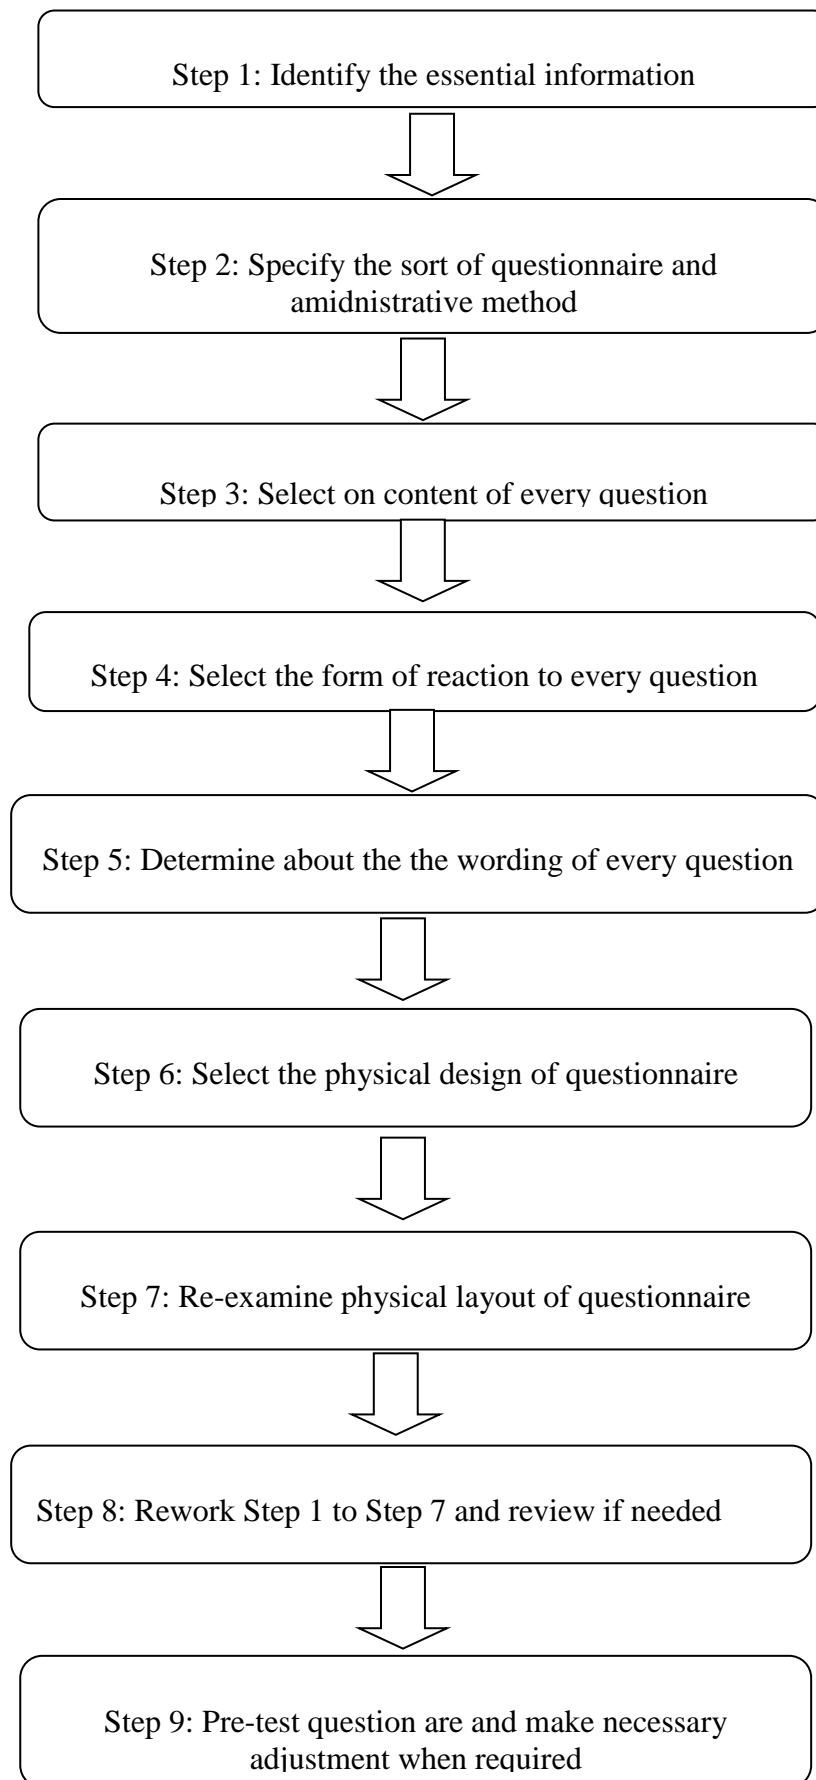 Step 1: Identify the essential information
Step 2: Specify the sort of questionnaire and
amidnistrative method
Step 3: Select on content of every question
Step 4: Select the form of reaction to every question
Step 5: Determine about the the wording of every question
Step 6: Select the physical design of questionnaire
Step 7: Re-examine physical layout of questionnaire
Step 8: Rework Step 1 to Step 7 and review if needed
Step 9: Pre-test question are and make necessary
adjustment when required